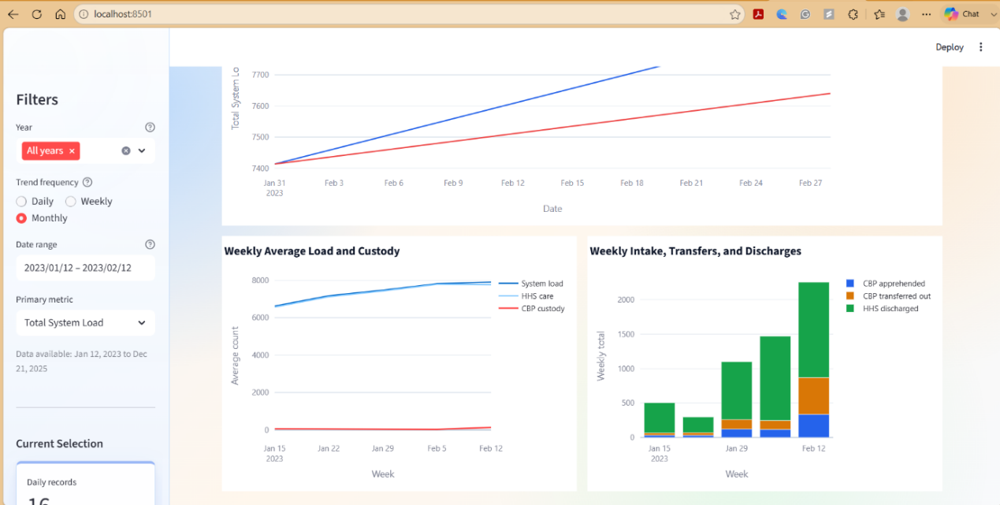 localhost:8501
Chat
Deploy
Filters
Year
All years ×
Trend frequency
Daily
Weekly
Monthly
Date range
2023/01/12 – 2023/02/12
Primary metric
Total System Load
Data available: Jan 12, 2023 to Dec
21, 2025
Current Selection
Daily records
16
Total System Lo
7700
7600
7500
7400
Jan 31
2023
Feb 3
Feb 6
Feb 9
Feb 12
Feb 15
Feb 18
Feb 21
Feb 24
Feb 27
Date
Weekly Average Load and Custody
Average count
8000
6000
4000
2000
0
Jan 15
2023
Jan 22
Jan 29
Feb 5
Feb 12
Week
System load
HHS care
CBP custody
Weekly Intake, Transfers, and Discharges
Weekly total
2000
1500
1000
500
0
Jan 15
2023
Jan 29
Feb 12
Week
CBP apprehended
CBP transferred out
HHS discharged